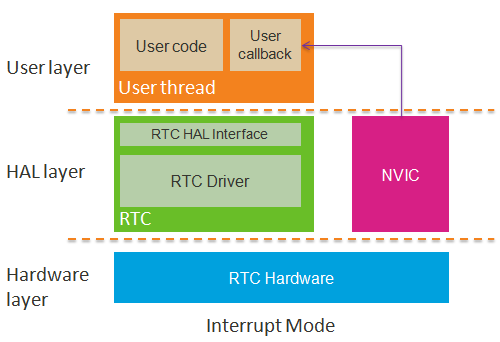 User layer
User code
User
callback
User thread
HAL layer
RTC HAL Interface
RTC Driver
RTC
NVIC
Hardware
layer
RTC Hardware
Interrupt Mode